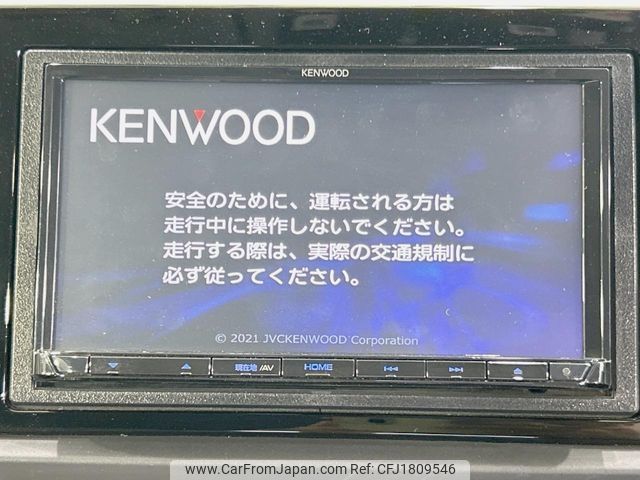 KENWOOD
KENWOOD
安全のために、運転される方は
走行中に操作しないでください。
走行する際は、実際の交通規制に
必ず従ってください。
© 2021 JVCKENWOOD Corporation
現在地/AV HOME
www.CarFromJapan.com Ref No: CFJ1809546